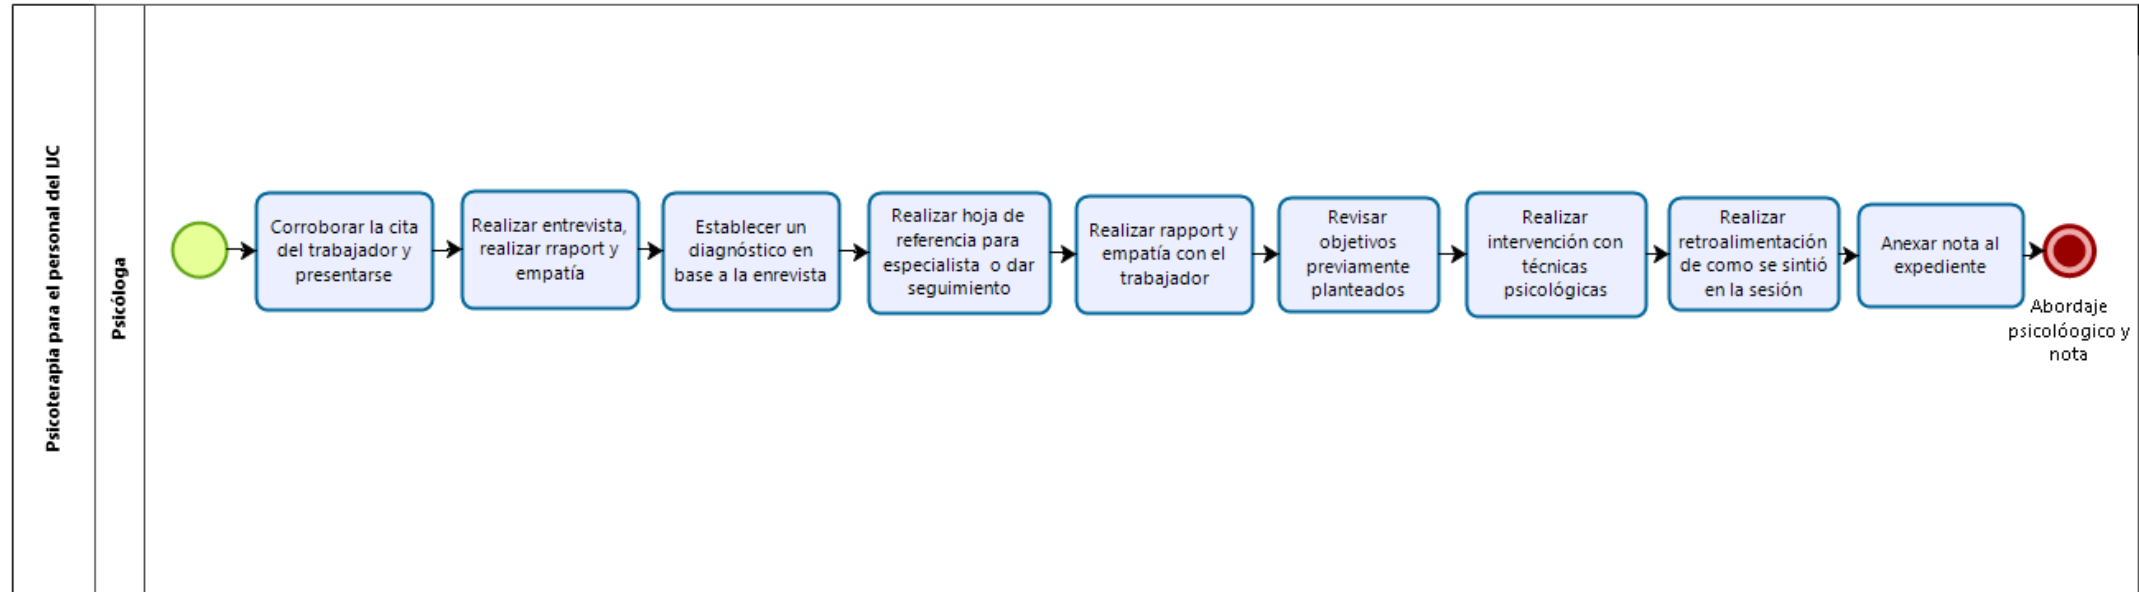 Psicoterapia para el personal del IJC
Psicóloga
Corroborar la cita
del trabajador y
presentarse
Realizar entrevista,
realizar rraport y
empatía
Establecer un
diagnóstico en
base a la enrevista
Realizar hoja de
referencia para
especialista o dar
seguimiento
Realizar rapport y
empatía con el
trabajador
Revisar
objetivos
previamente
planteados
Realizar
intervención con
técnicas
psicológicas
Realizar
retroalimentación
de como se sintió
en la sesión
Anexar nota al
expediente
Abordaje
psicolóogico y
nota